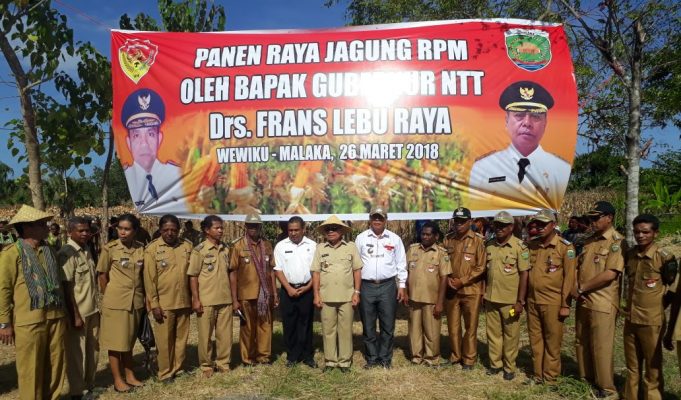 PANEN RAYA JAGUNG RPM
OLEH BAPAK GUBERNUR NTT
Drs. FRANS LEBU RAYA
WEWIKU - MALAKA, 26 MARET 2018